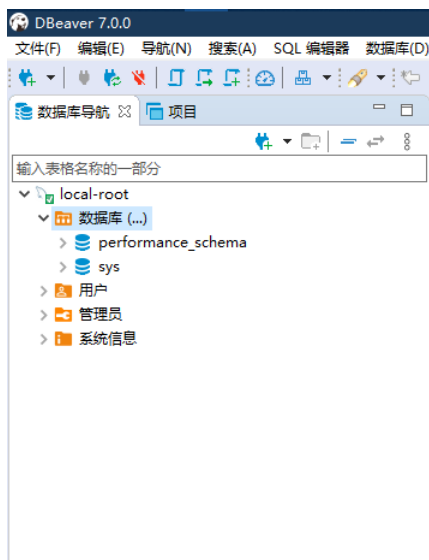 DBeaver 7.0.0
文件(F) 编辑(E) 导航(N) 搜索(A) SQL 编辑器 数据库(D)
数据库导航 项目
输入表格名称的一部分
local-root
数据库 (...)
performance_schema
sys
用户
管理员
系统信息